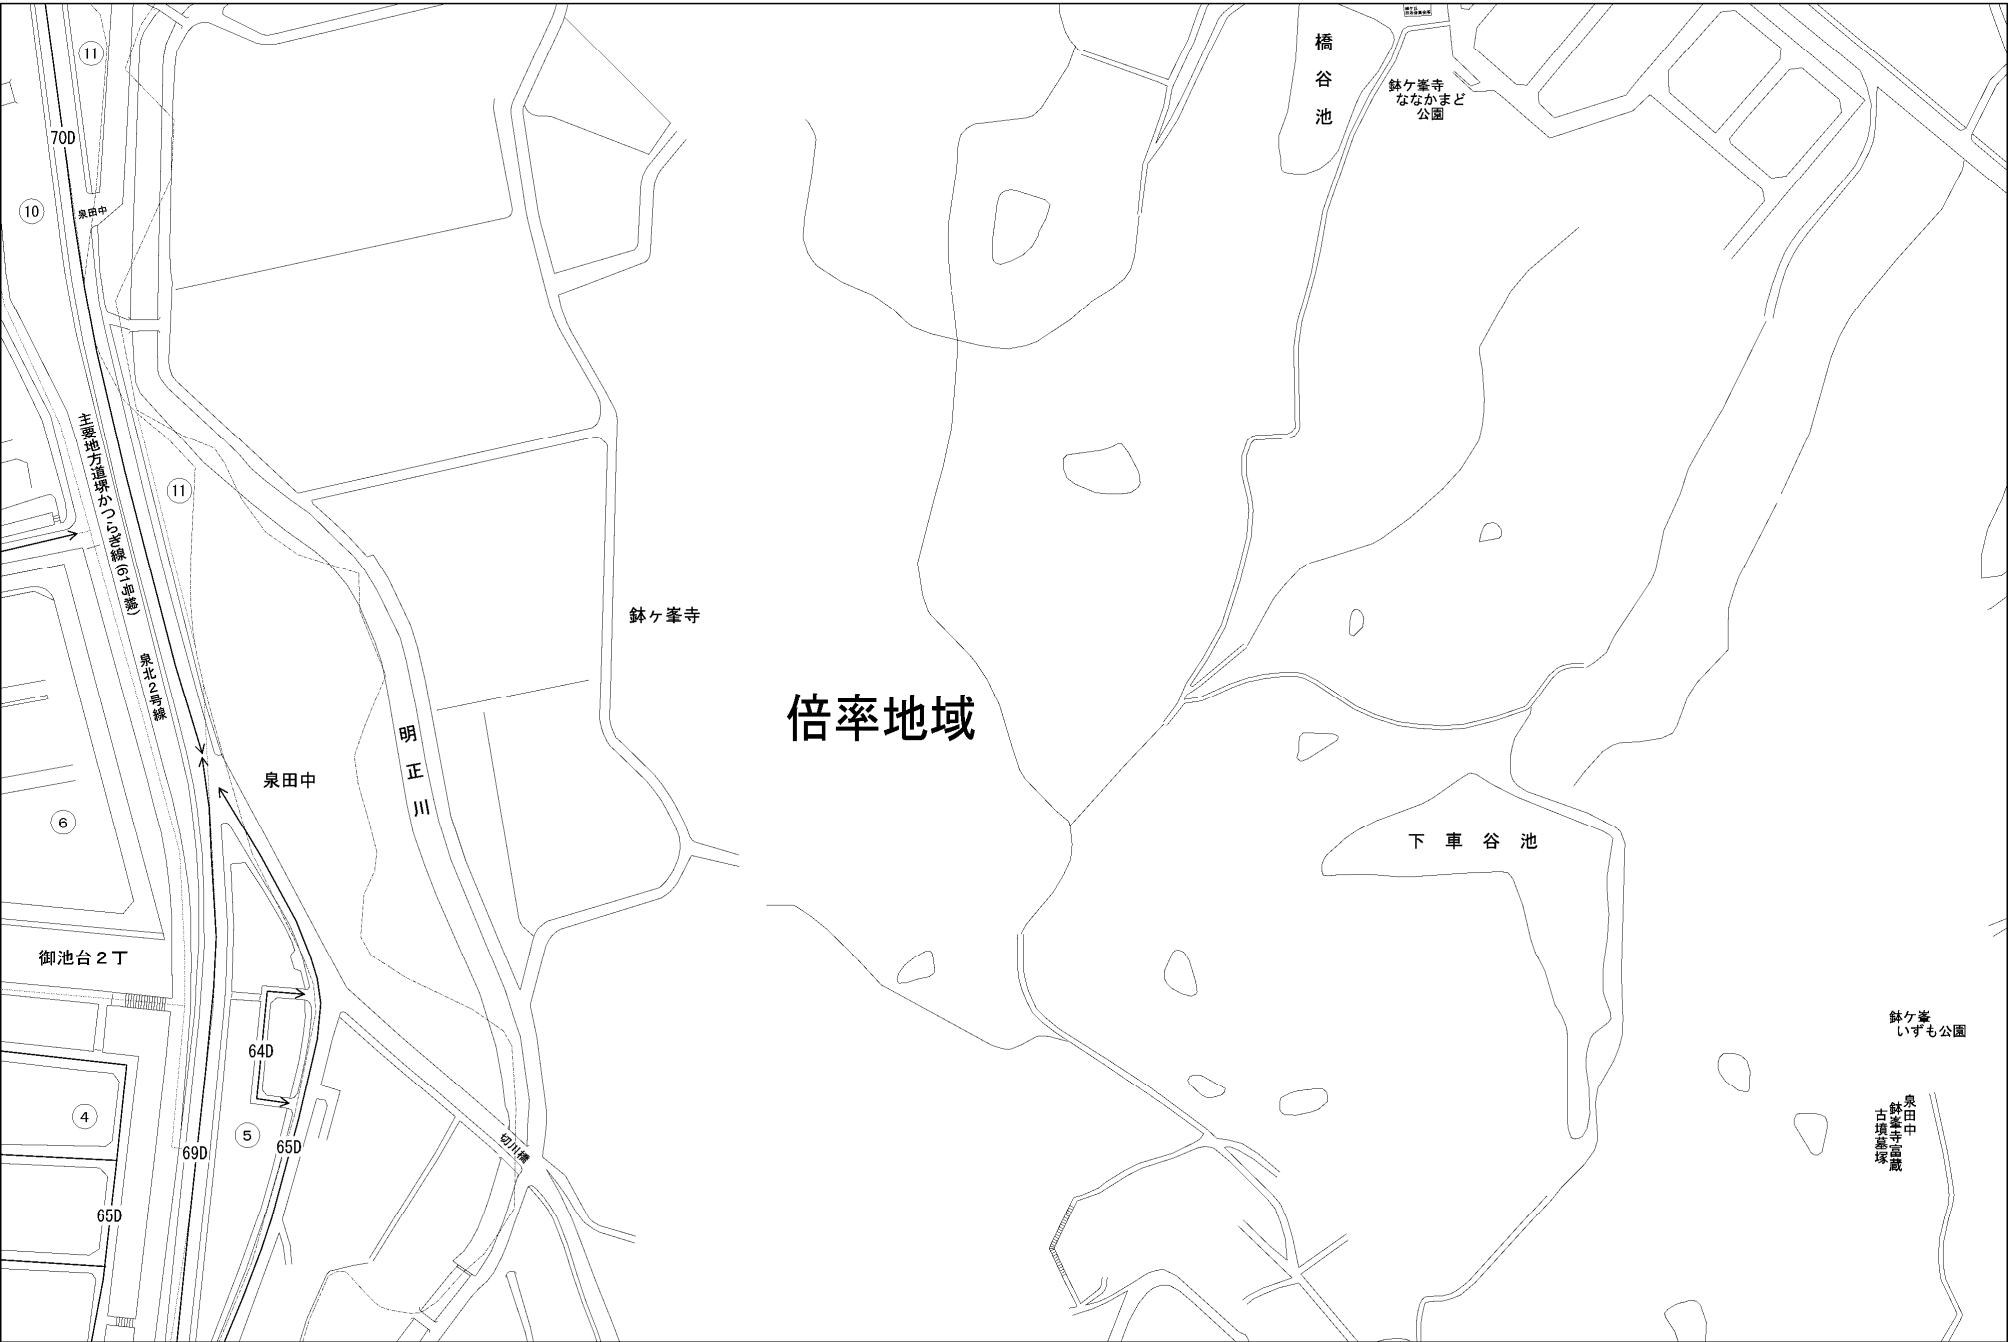 橋谷池
鉢ケ峯寺
ななかまど
公園
⑪
70D
⑩
泉田中
主要地方道堺かつらぎ線(61号線)
⑪
鉢ヶ峯寺
泉北2号線
倍率地域
明正川
泉田中
⑥
下車谷池
御池台2丁
鉢ケ峯
いずも公園
64D
④
⑤
65D
69D
切川橋
泉田中
鉢峯寺富蔵
古墳墓塚
65D